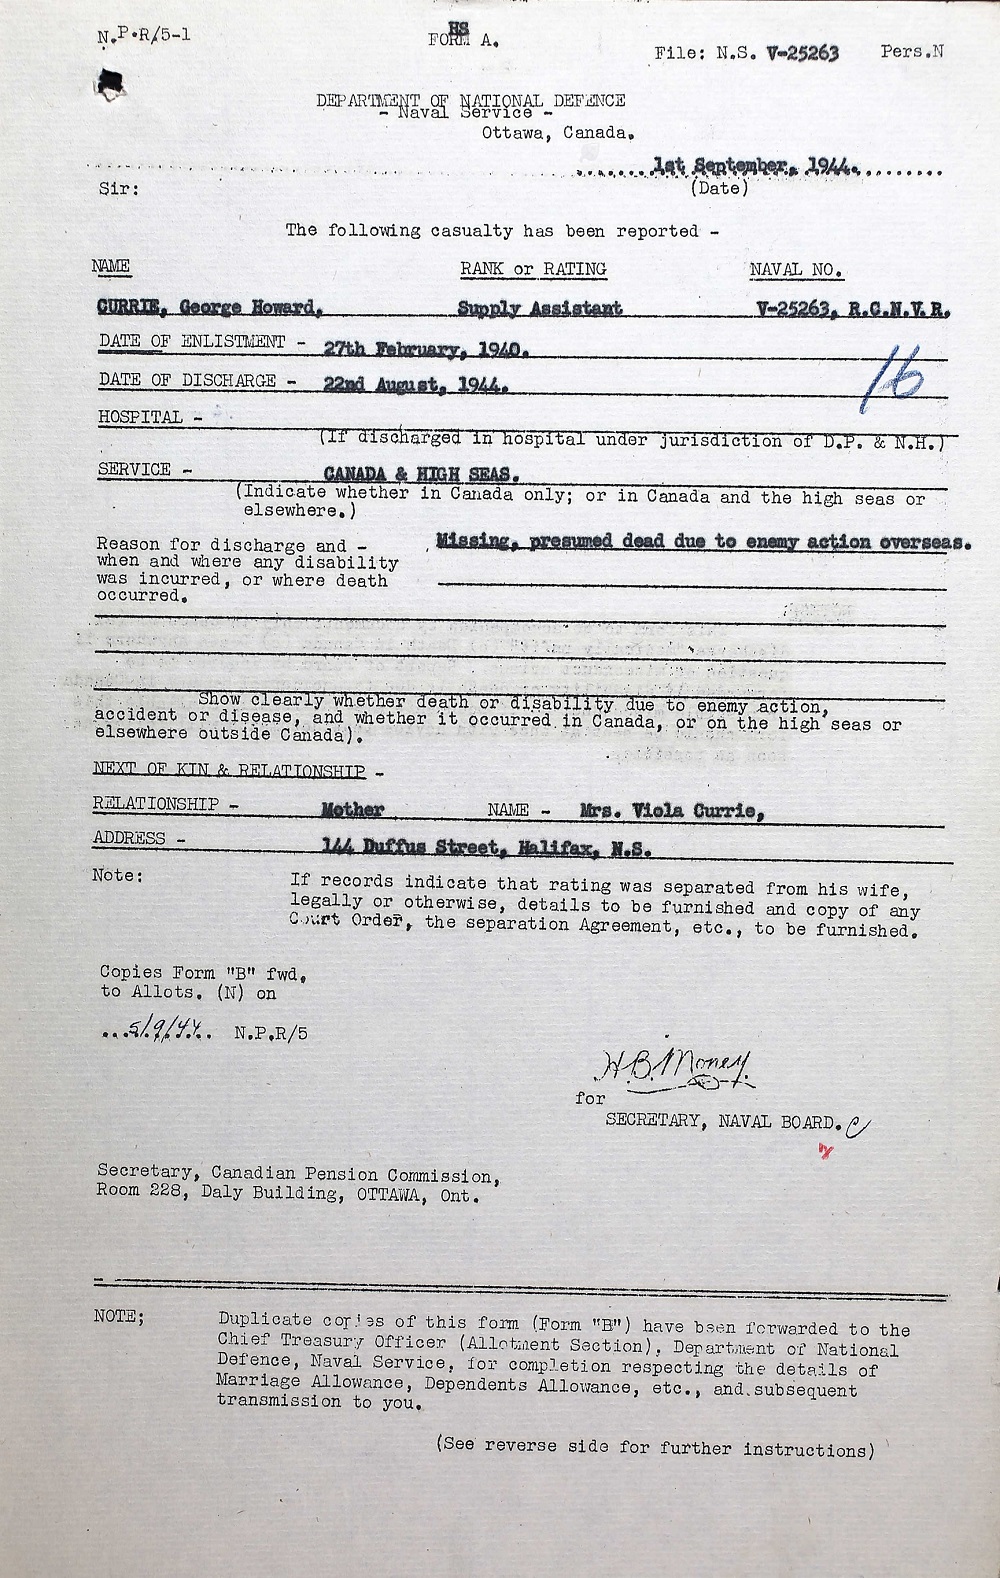 N.P.R/5-1
HS
FORM A.
File: N.S. V-25263 Pers.N
DEPARTMENT OF NATIONAL DEFENCE
- Naval Service -
Ottawa, Canada.
1st September, 1944.
Sir:
(Date)
The following casualty has been reported -
NAME RANK or RATING NAVAL NO.
CURRIE, George Howard, Supply Assistant V-25263, R.C.N.V.R.
DATE OF ENLISTMENT - 27th February, 1940.
16
DATE OF DISCHARGE - 22nd August, 1944.
HOSPITAL -
(If discharged in hospital under jurisdiction of D.P. & N.H.)
SERVICE - CANADA & HIGH SEAS.
(Indicate whether in Canada only; or in Canada and the high seas or
elsewhere.)
Reason for discharge and - Missing, presumed dead due to enemy action overseas.
when and where any disability
was incurred, or where death
occurred.
Show clearly whether death or disability due to enemy action,
accident or disease, and whether it occurred in Canada, or on the high seas or
elsewhere outside Canada).
NEXT OF KIN & RELATIONSHIP -
RELATIONSHIP - Mother NAME - Mrs. Viola Currie,
ADDRESS - 144 Duffus Street, Halifax, N.S.
Note: If records indicate that rating was separated from his wife,
legally or otherwise, details to be furnished and copy of any
Court Order, the separation Agreement, etc., to be furnished.
Copies Form "B" fwd.
to Allots. (N) on
...5/9/44.. N.P.R/5
H.B. Money
for
SECRETARY, NAVAL BOARD.
Secretary, Canadian Pension Commission,
Room 228, Daly Building, OTTAWA, Ont.
NOTE; Duplicate copies of this form (Form "B") have been forwarded to the
Chief Treasury Officer (Allotment Section), Department of National
Defence, Naval Service, for completion respecting the details of
Marriage Allowance, Dependents Allowance, etc., and subsequent
transmission to you.
(See reverse side for further instructions)